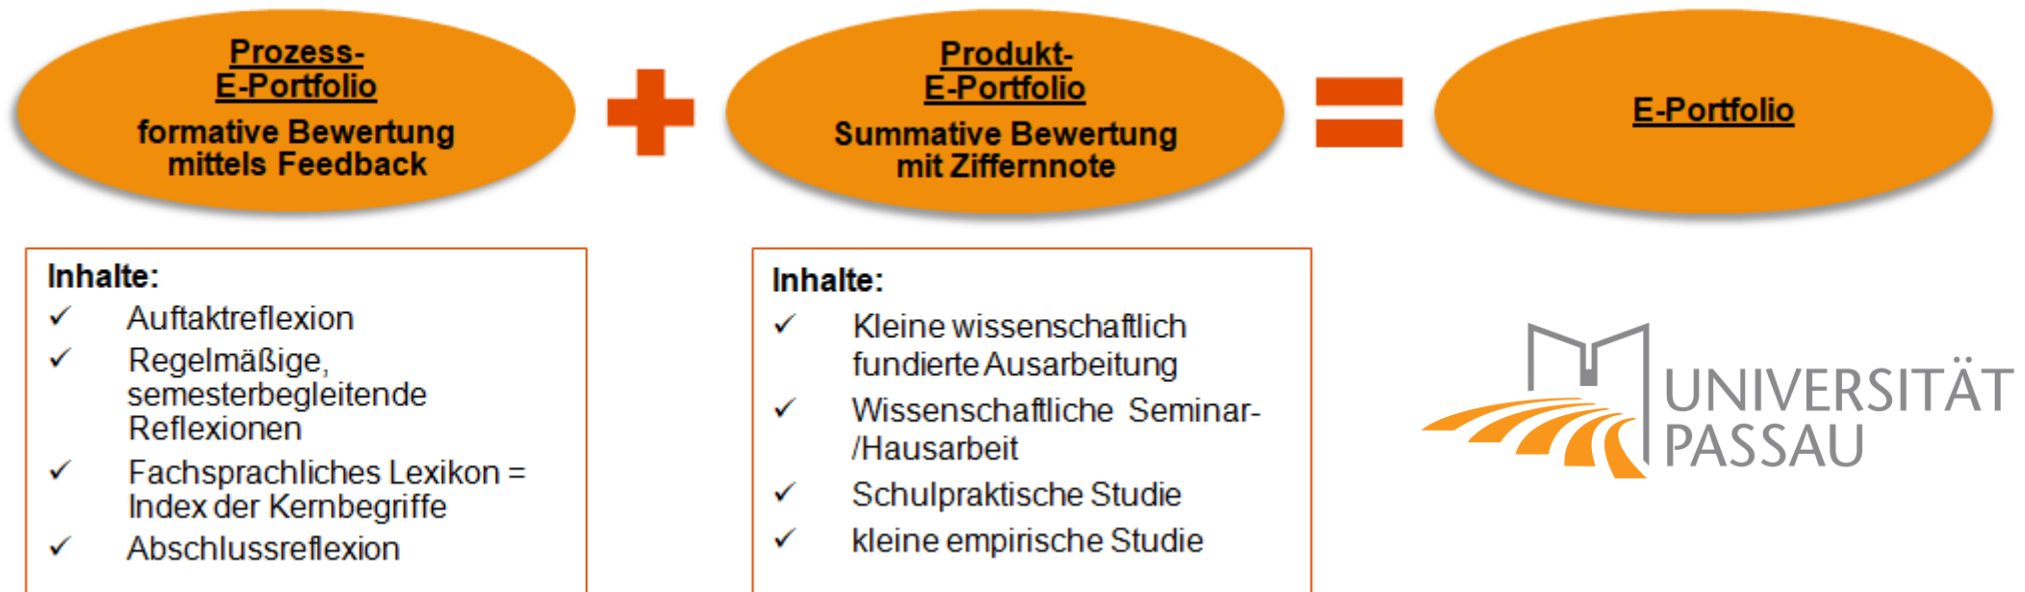 Prozess-
E-Portfolio
formative Bewertung
mittels Feedback
Produkt-
E-Portfolio
Summative Bewertung
mit Ziffernnote
E-Portfolio
Inhalte:
✓ Auftaktreflexion
✓ Regelmäßige,
semesterbegleitende
Reflexionen
✓ Fachsprachliches Lexikon =
Index der Kernbegriffe
✓ Abschlussreflexion
Inhalte:
✓ Kleine wissenschaftlich
fundierte Ausarbeitung
✓ Wissenschaftliche Seminar-
/Hausarbeit
✓ Schulpraktische Studie
✓ kleine empirische Studie
UNIVERSITÄT
PASSAU